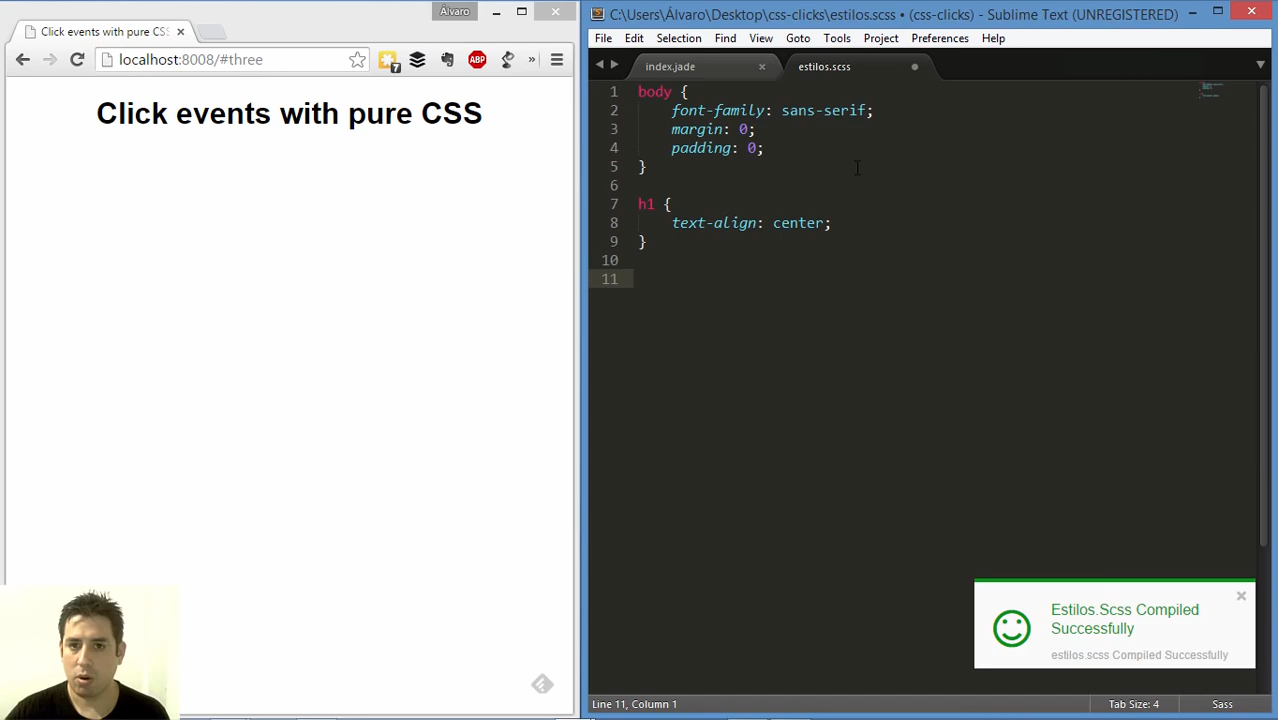 Álvaro
Click events with pure CSS
localhost:8008/#three
7
ABP
»
Click events with pure CSS
C:\Users\Álvaro\Desktop\css-clicks\estilos.scss • (css-clicks) - Sublime Text (UNREGISTERED)
File Edit Selection Find View Goto Tools Project Preferences Help
index.jade
estilos.scss
1 body {
2 font-family: sans-serif;
3 margin: 0;
4 padding: 0;
5 }
6
7 h1 {
8 text-align: center;
9 }
10
11
Estilos.Scss Compiled
Successfully
estilos.scss Compiled Successfully
Line 11, Column 1
Tab Size: 4
Sass